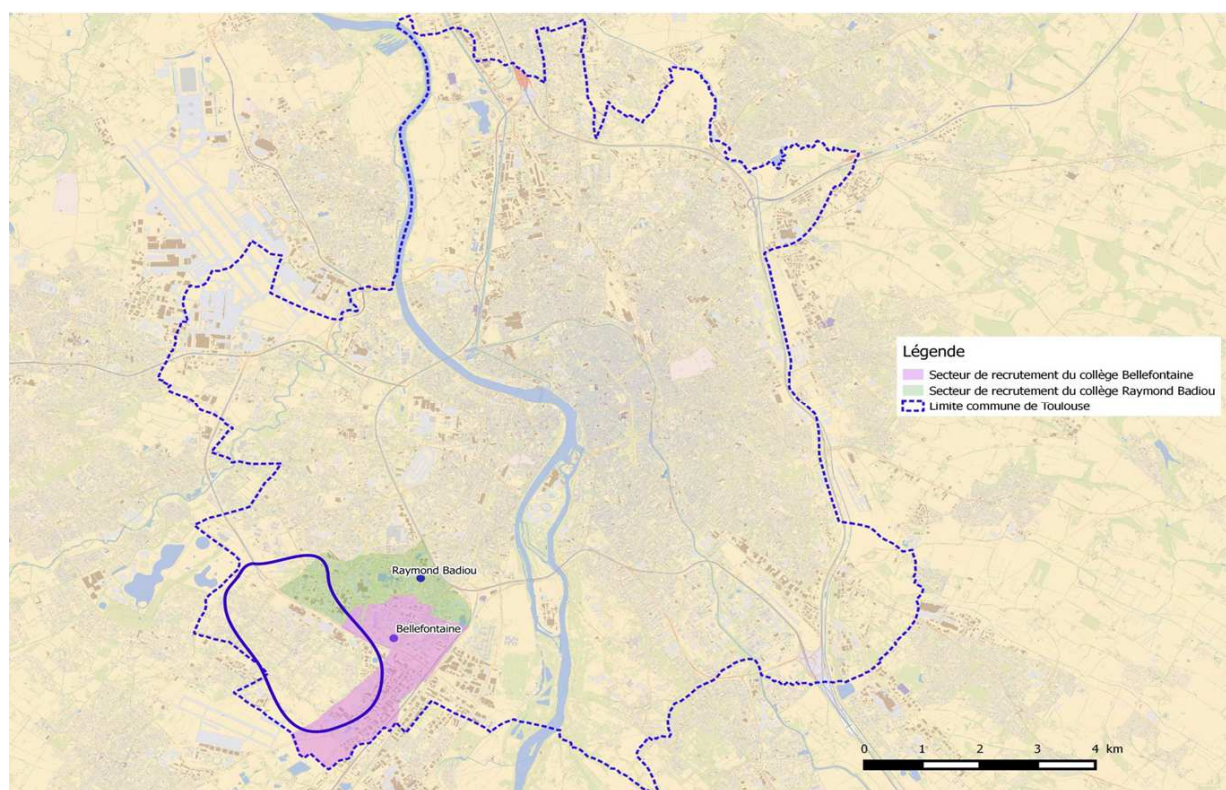 Légende
Secteur de recrutement du collège Bellefontaine
Secteur de recrutement du collège Raymond Badiou
Limite commune de Toulouse
Raymond Badiou
Bellefontaine
0 1 2 3 4 km